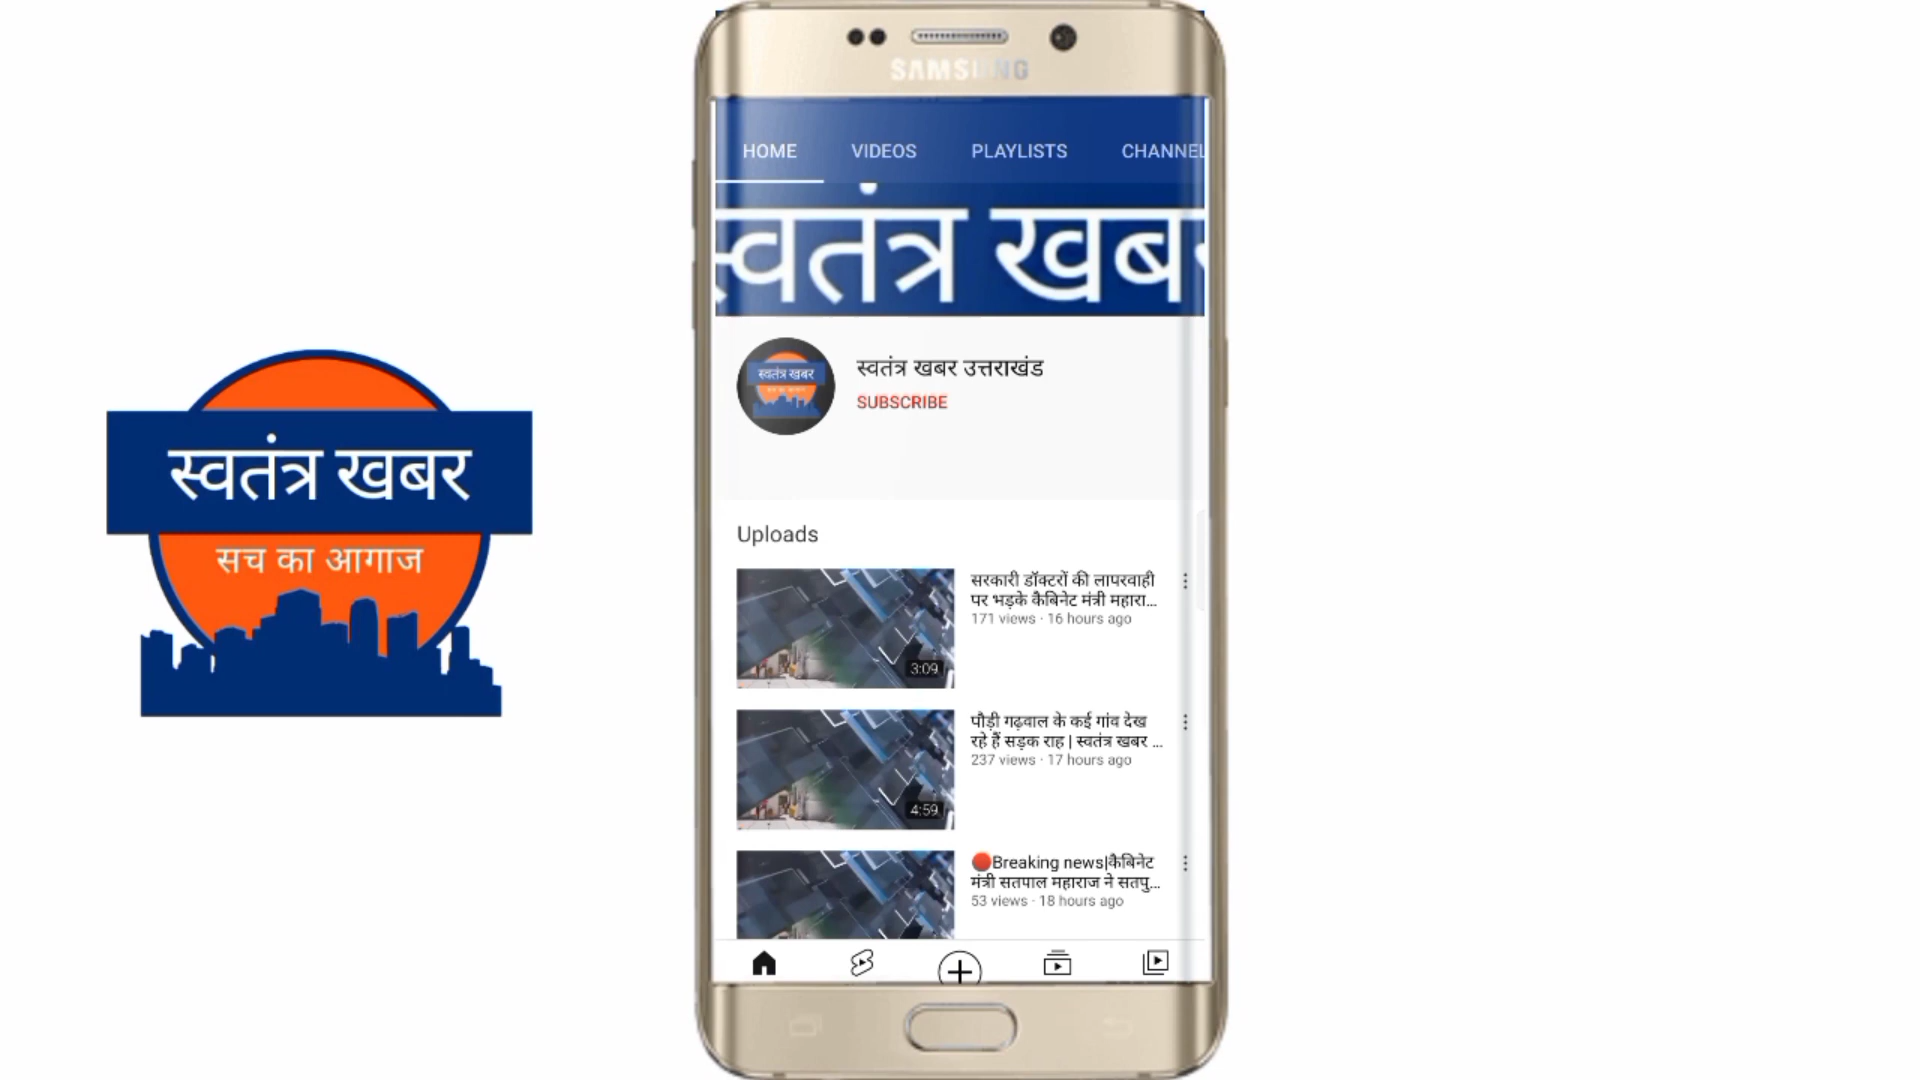 स्वतंत्र खबर
सच का आगाज
SAMSUNG
HOME VIDEOS PLAYLISTS CHANNEL
स्वतंत्र खबर
स्वतंत्र खबर
स्वतंत्र खबर उत्तराखंड
SUBSCRIBE
Uploads
सरकारी डॉक्टरों की लापरवाही
पर भड़के कैबिनेट मंत्री महारा...
171 views · 16 hours ago
3:09
पौड़ी गढ़वाल के कई गांव देख
रहे हैं सड़क राह | स्वतंत्र खबर ...
237 views · 17 hours ago
4:59
🔴Breaking news|कैबिनेट
मंत्री सतपाल महाराज ने सतपु...
53 views · 18 hours ago